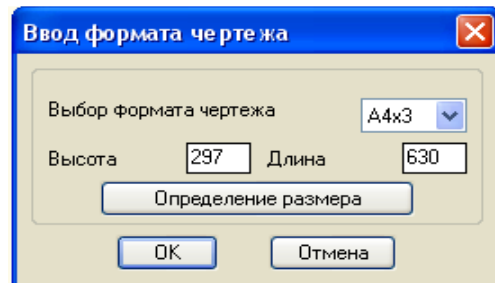 Ввод формата чертежа
Выбор формата чертежа А4х3
Высота 297 Длина 630
Определение размера
OK Отмена